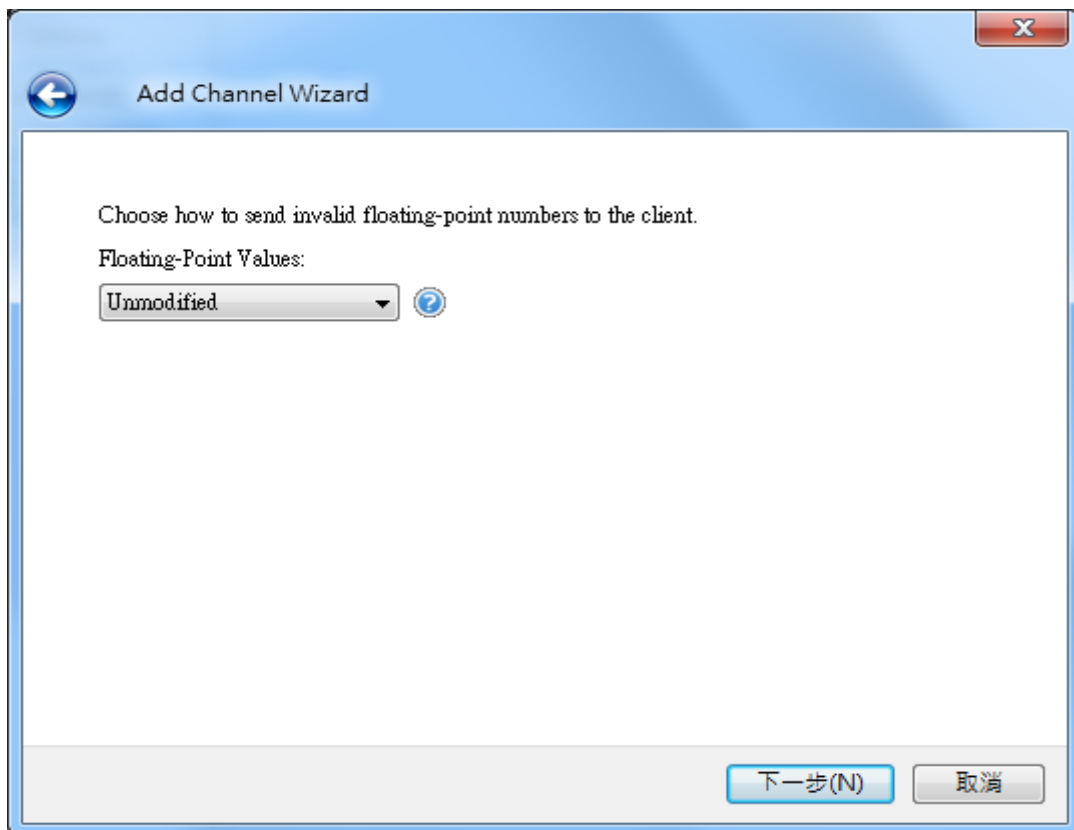 Add Channel Wizard
Choose how to send invalid floating-point numbers to the client.
Floating-Point Values:
Unmodified
下一步(N)
取消